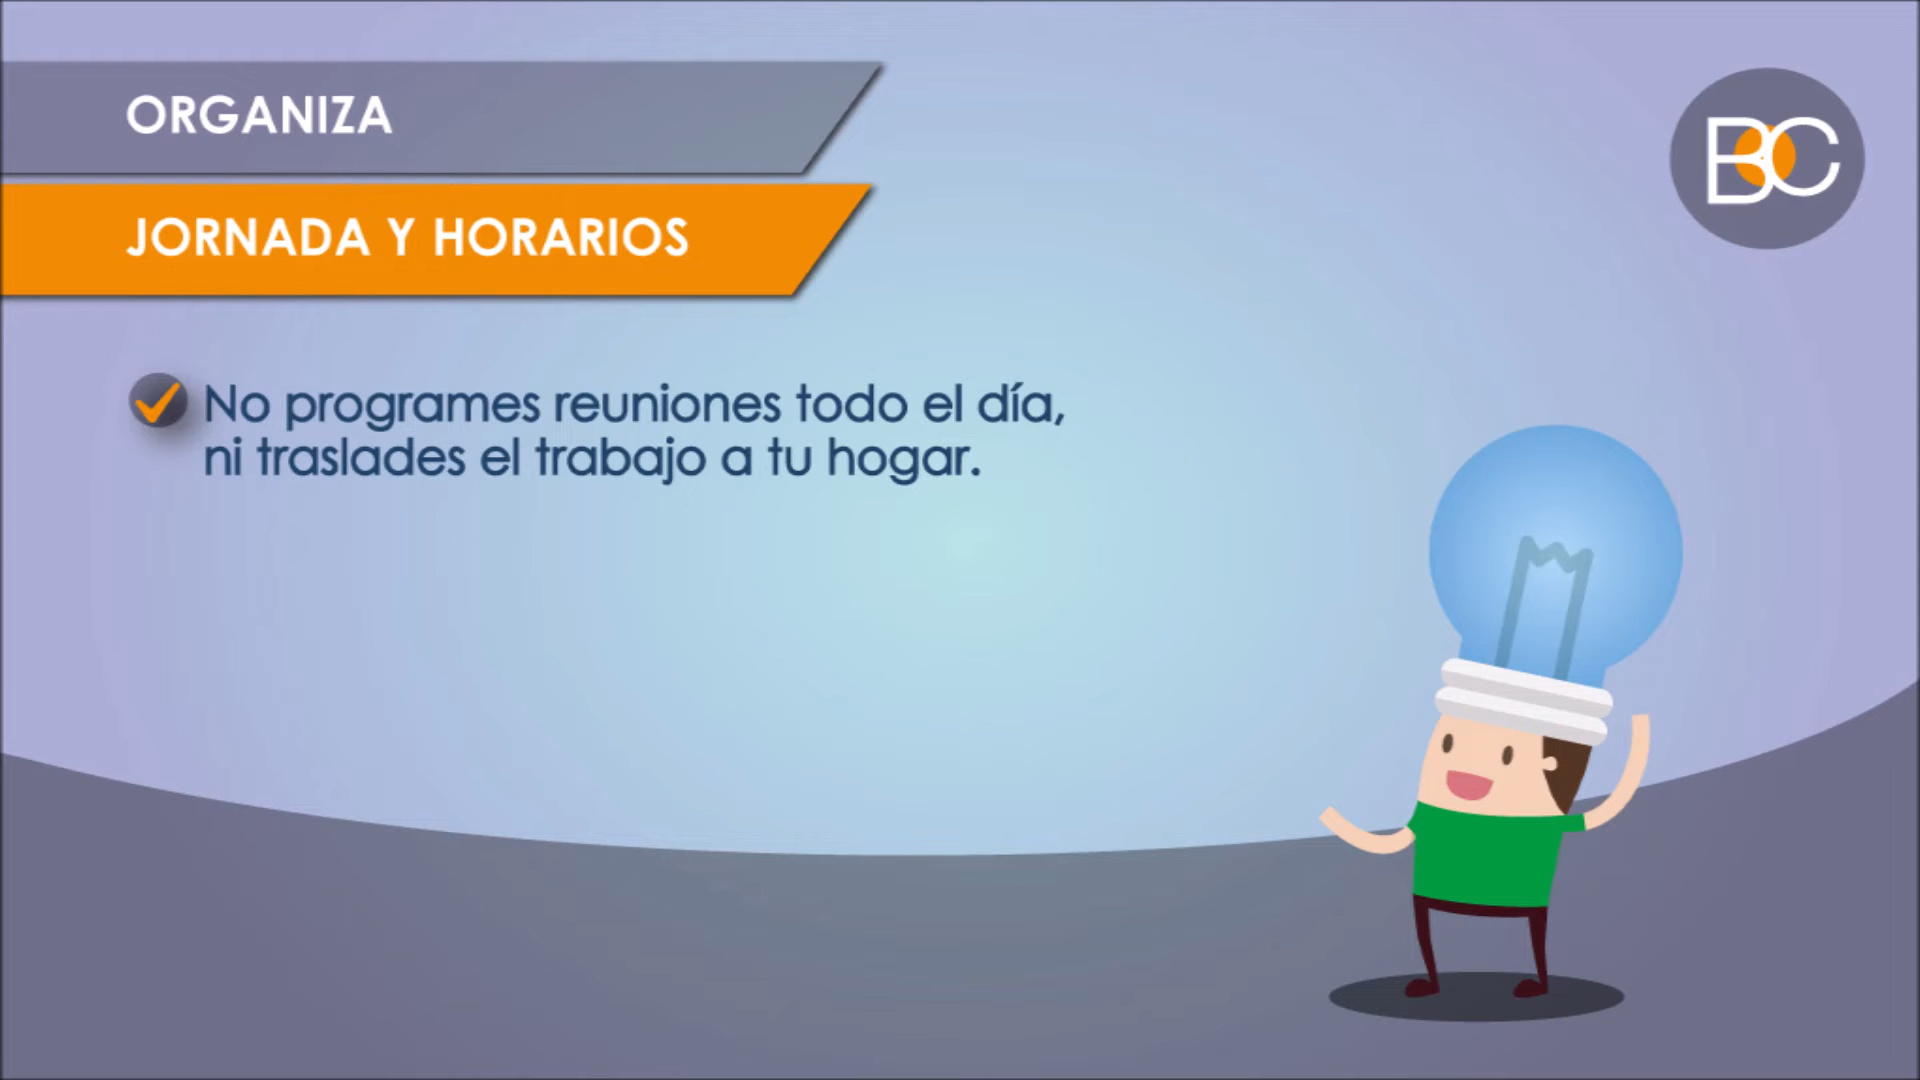 ORGANIZA
BC
JORNADA Y HORARIOS
No programes reuniones todo el día,
ni traslades el trabajo a tu hogar.